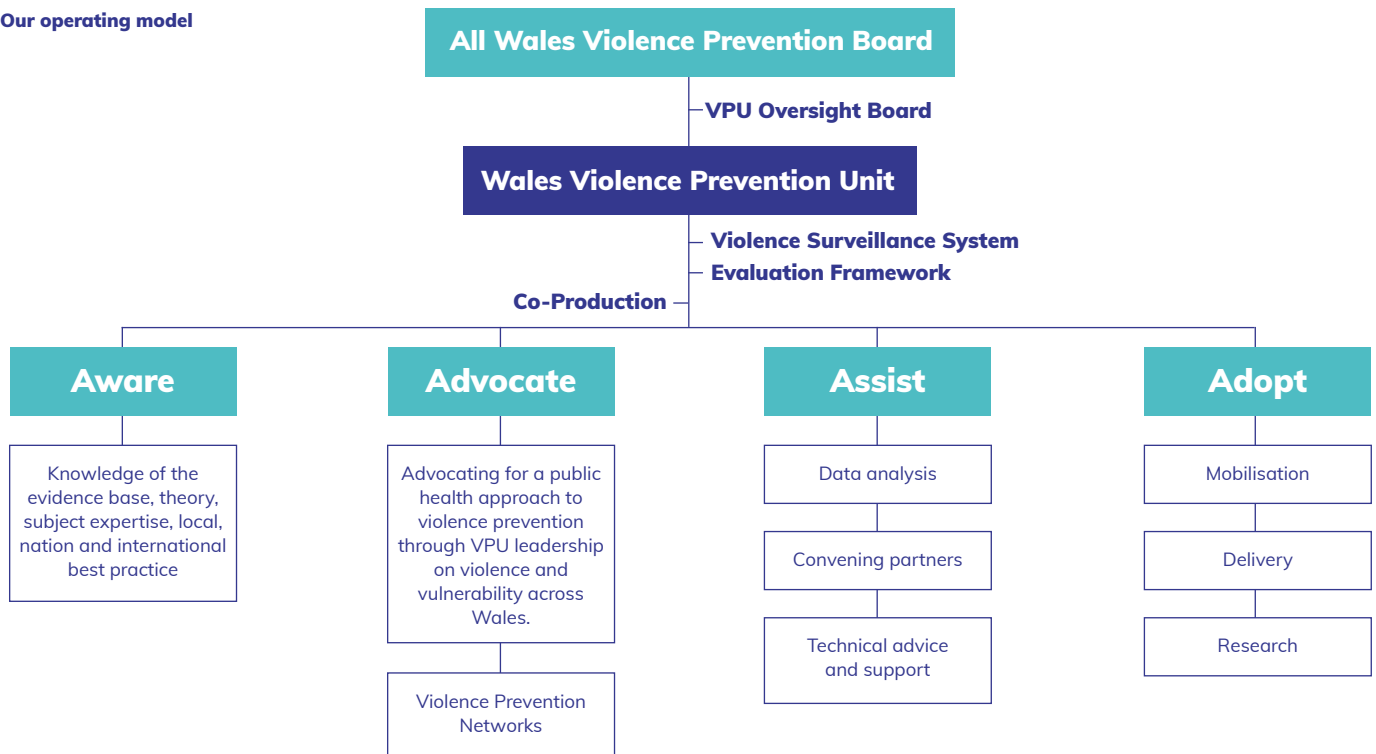 Our operating model
All Wales Violence Prevention Board
VPU Oversight Board
Wales Violence Prevention Unit
Violence Surveillance System
Evaluation Framework
Co-Production
Aware
Knowledge of the
evidence base, theory,
subject expertise, local,
nation and international
best practice
Advocate
Advocating for a public
health approach to
violence prevention
through VPU leadership
on violence and
vulnerability across
Wales.
Violence Prevention
Networks
Assist
Data analysis
Convening partners
Technical advice
and support
Adopt
Mobilisation
Delivery
Research